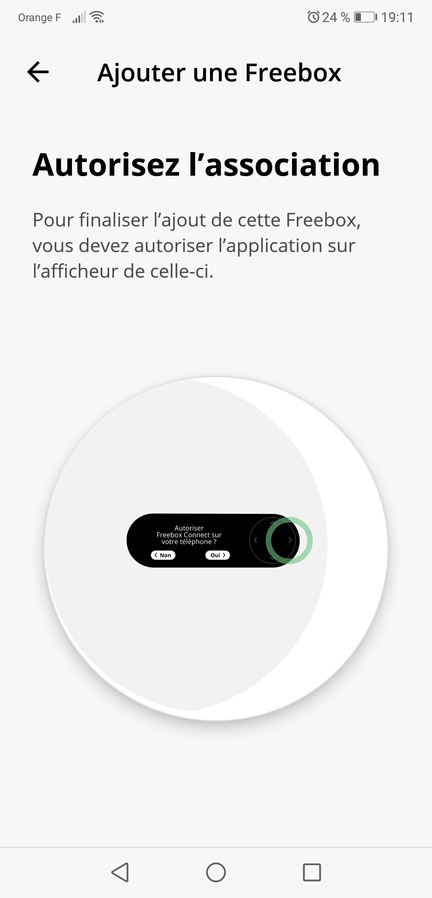 Orange F 24 % 19:11
Ajouter une Freebox
Autorisez l’association
Pour finaliser l’ajout de cette Freebox,
vous devez autoriser l’application sur
l’afficheur de celle-ci.
Autoriser
Freebox Connect sur
votre téléphone ?
Non Oui